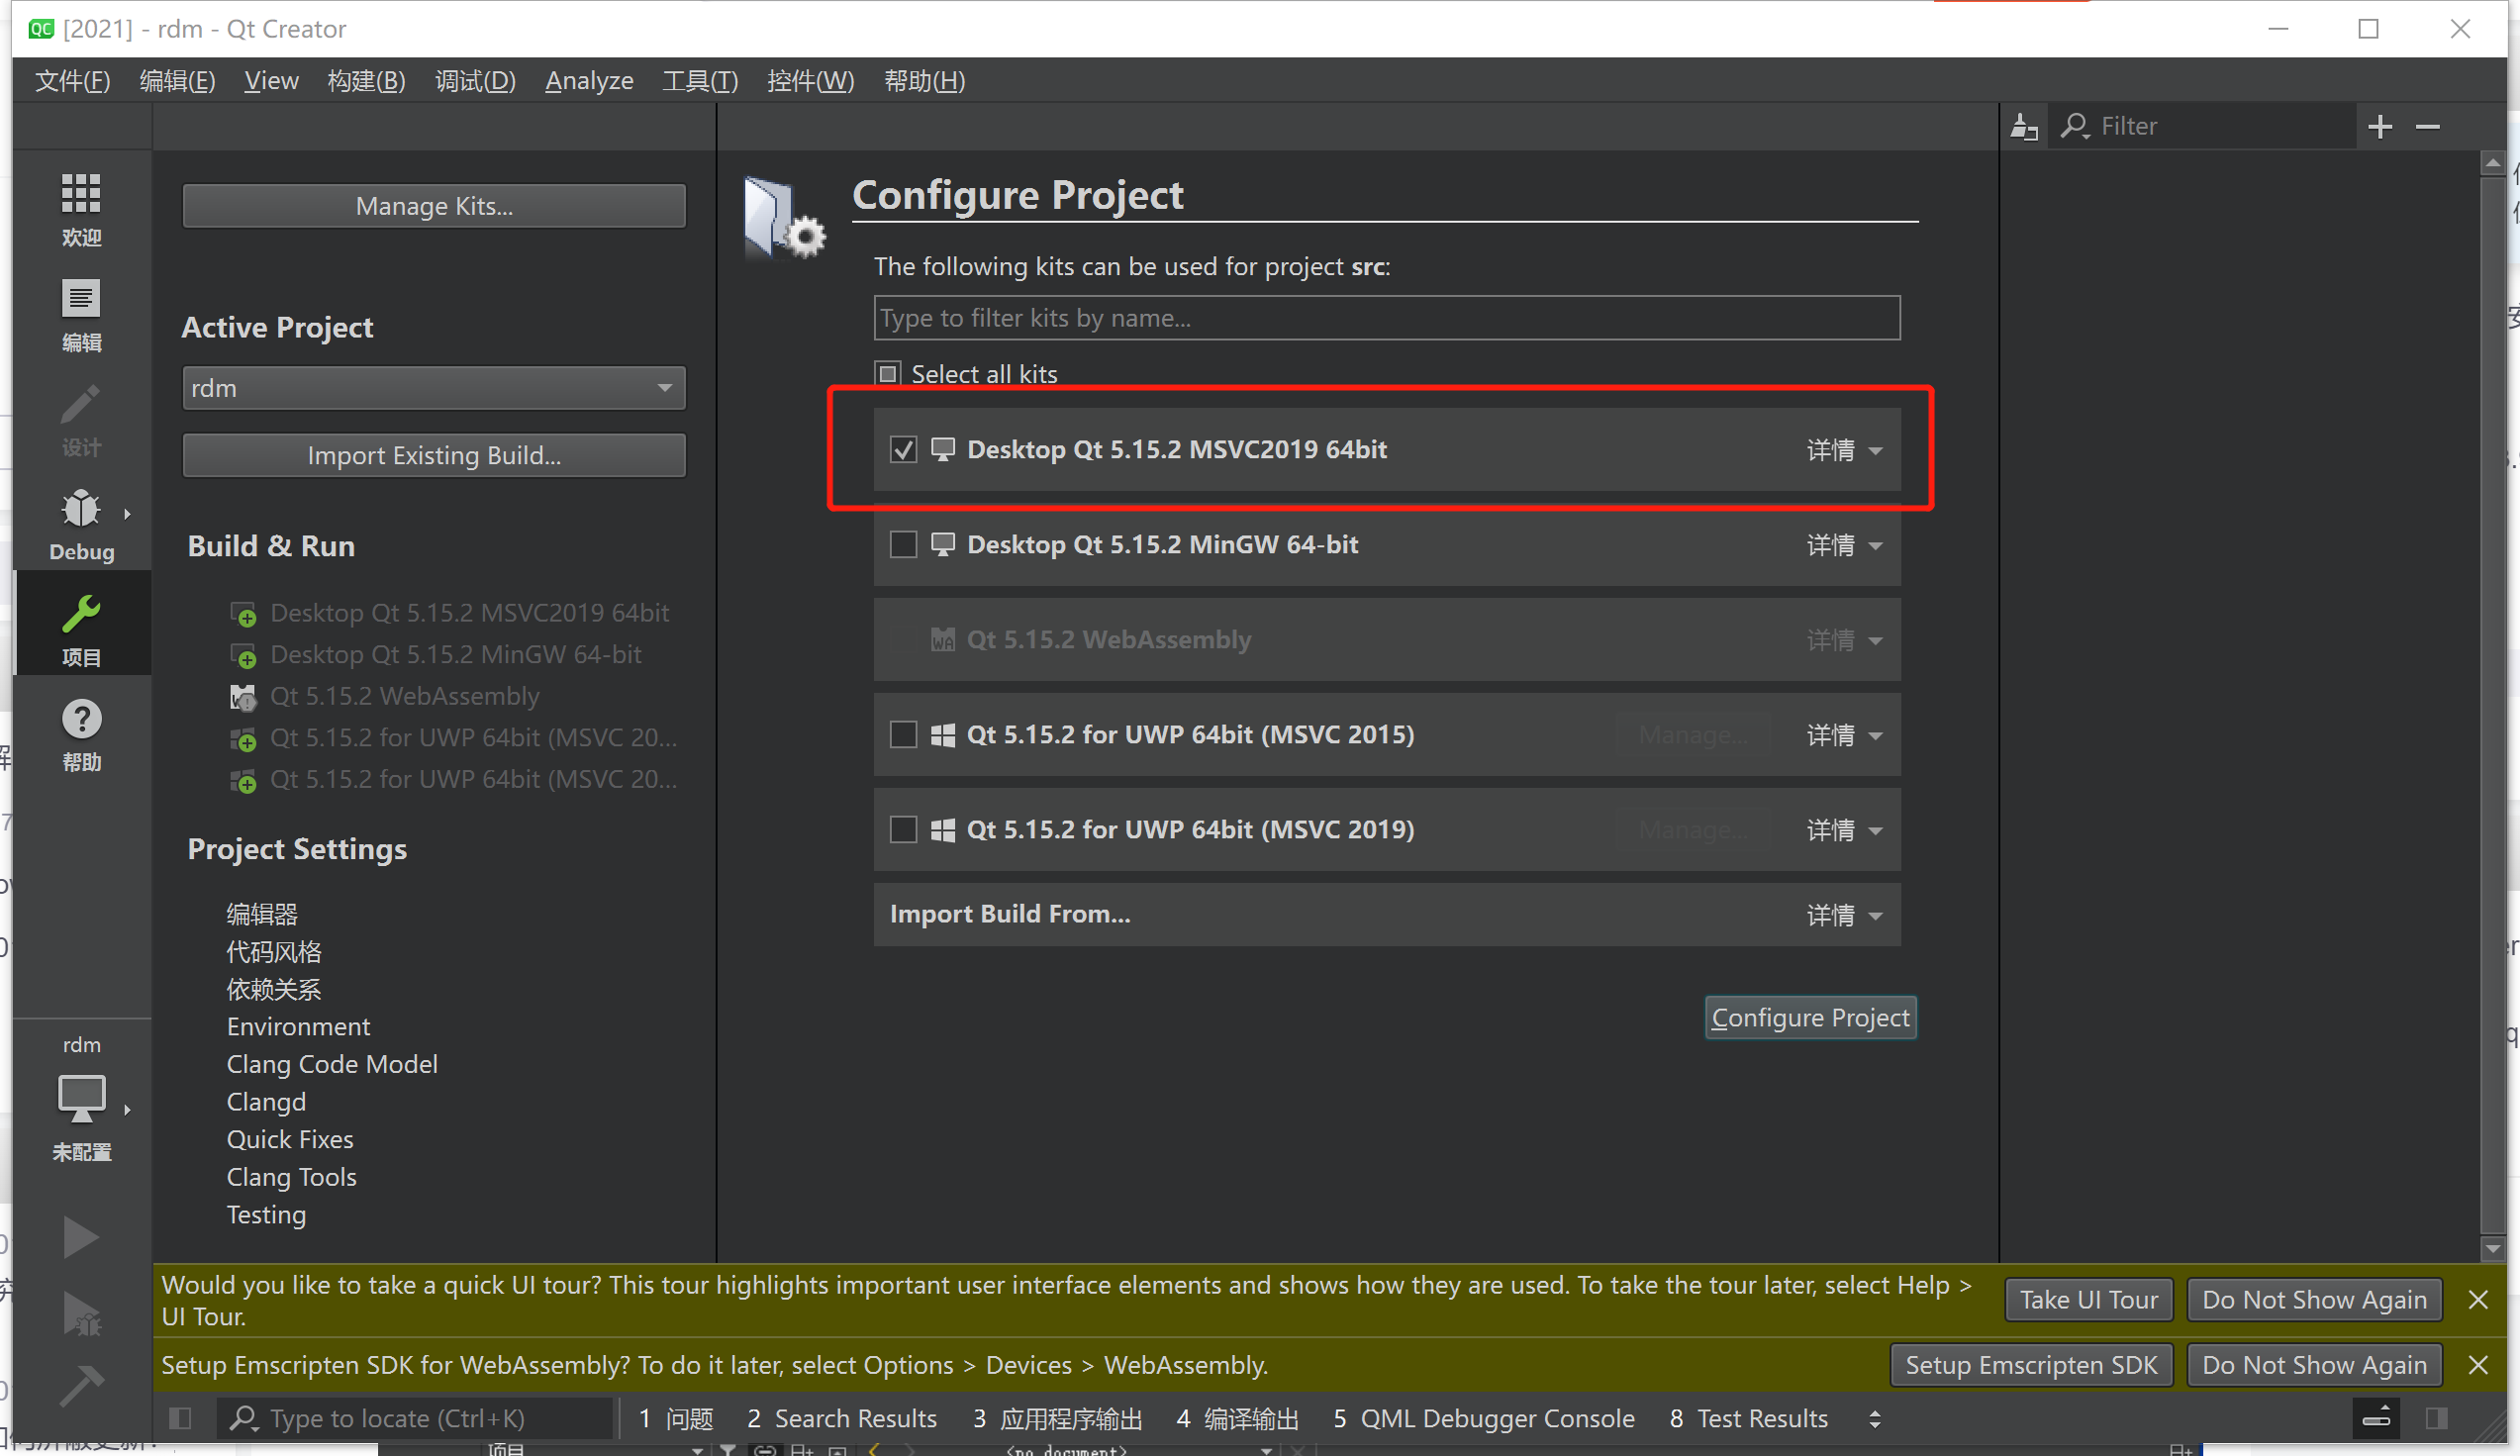 [2021] - rdm - Qt Creator
文件(F) 编辑(E) View 构建(B) 调试(D) Analyze 工具(T) 控件(W) 帮助(H)
Filter
欢迎
编辑
设计
Debug
项目
帮助
rdm
未配置
Manage Kits...
Active Project
rdm
Import Existing Build...
Build & Run
Desktop Qt 5.15.2 MSVC2019 64bit
Desktop Qt 5.15.2 MinGW 64-bit
Qt 5.15.2 WebAssembly
Qt 5.15.2 for UWP 64bit (MSVC 20...
Qt 5.15.2 for UWP 64bit (MSVC 20...
Project Settings
编辑器
代码风格
依赖关系
Environment
Clang Code Model
Clangd
Quick Fixes
Clang Tools
Testing
Configure Project
The following kits can be used for project src:
Type to filter kits by name...
Select all kits
Desktop Qt 5.15.2 MSVC2019 64bit 详情
Desktop Qt 5.15.2 MinGW 64-bit 详情
Qt 5.15.2 WebAssembly 详情
Qt 5.15.2 for UWP 64bit (MSVC 2015) Manage... 详情
Qt 5.15.2 for UWP 64bit (MSVC 2019) Manage... 详情
Import Build From... 详情
Configure Project
Would you like to take a quick UI tour? This tour highlights important user interface elements and shows how they are used. To take the tour later, select Help >
UI Tour.
Take UI Tour Do Not Show Again
Setup Emscripten SDK for WebAssembly? To do it later, select Options > Devices > WebAssembly.
Setup Emscripten SDK Do Not Show Again
Type to locate (Ctrl+K) 1 问题 2 Search Results 3 应用程序输出 4 编译输出 5 QML Debugger Console 8 Test Results
项目 <no document>